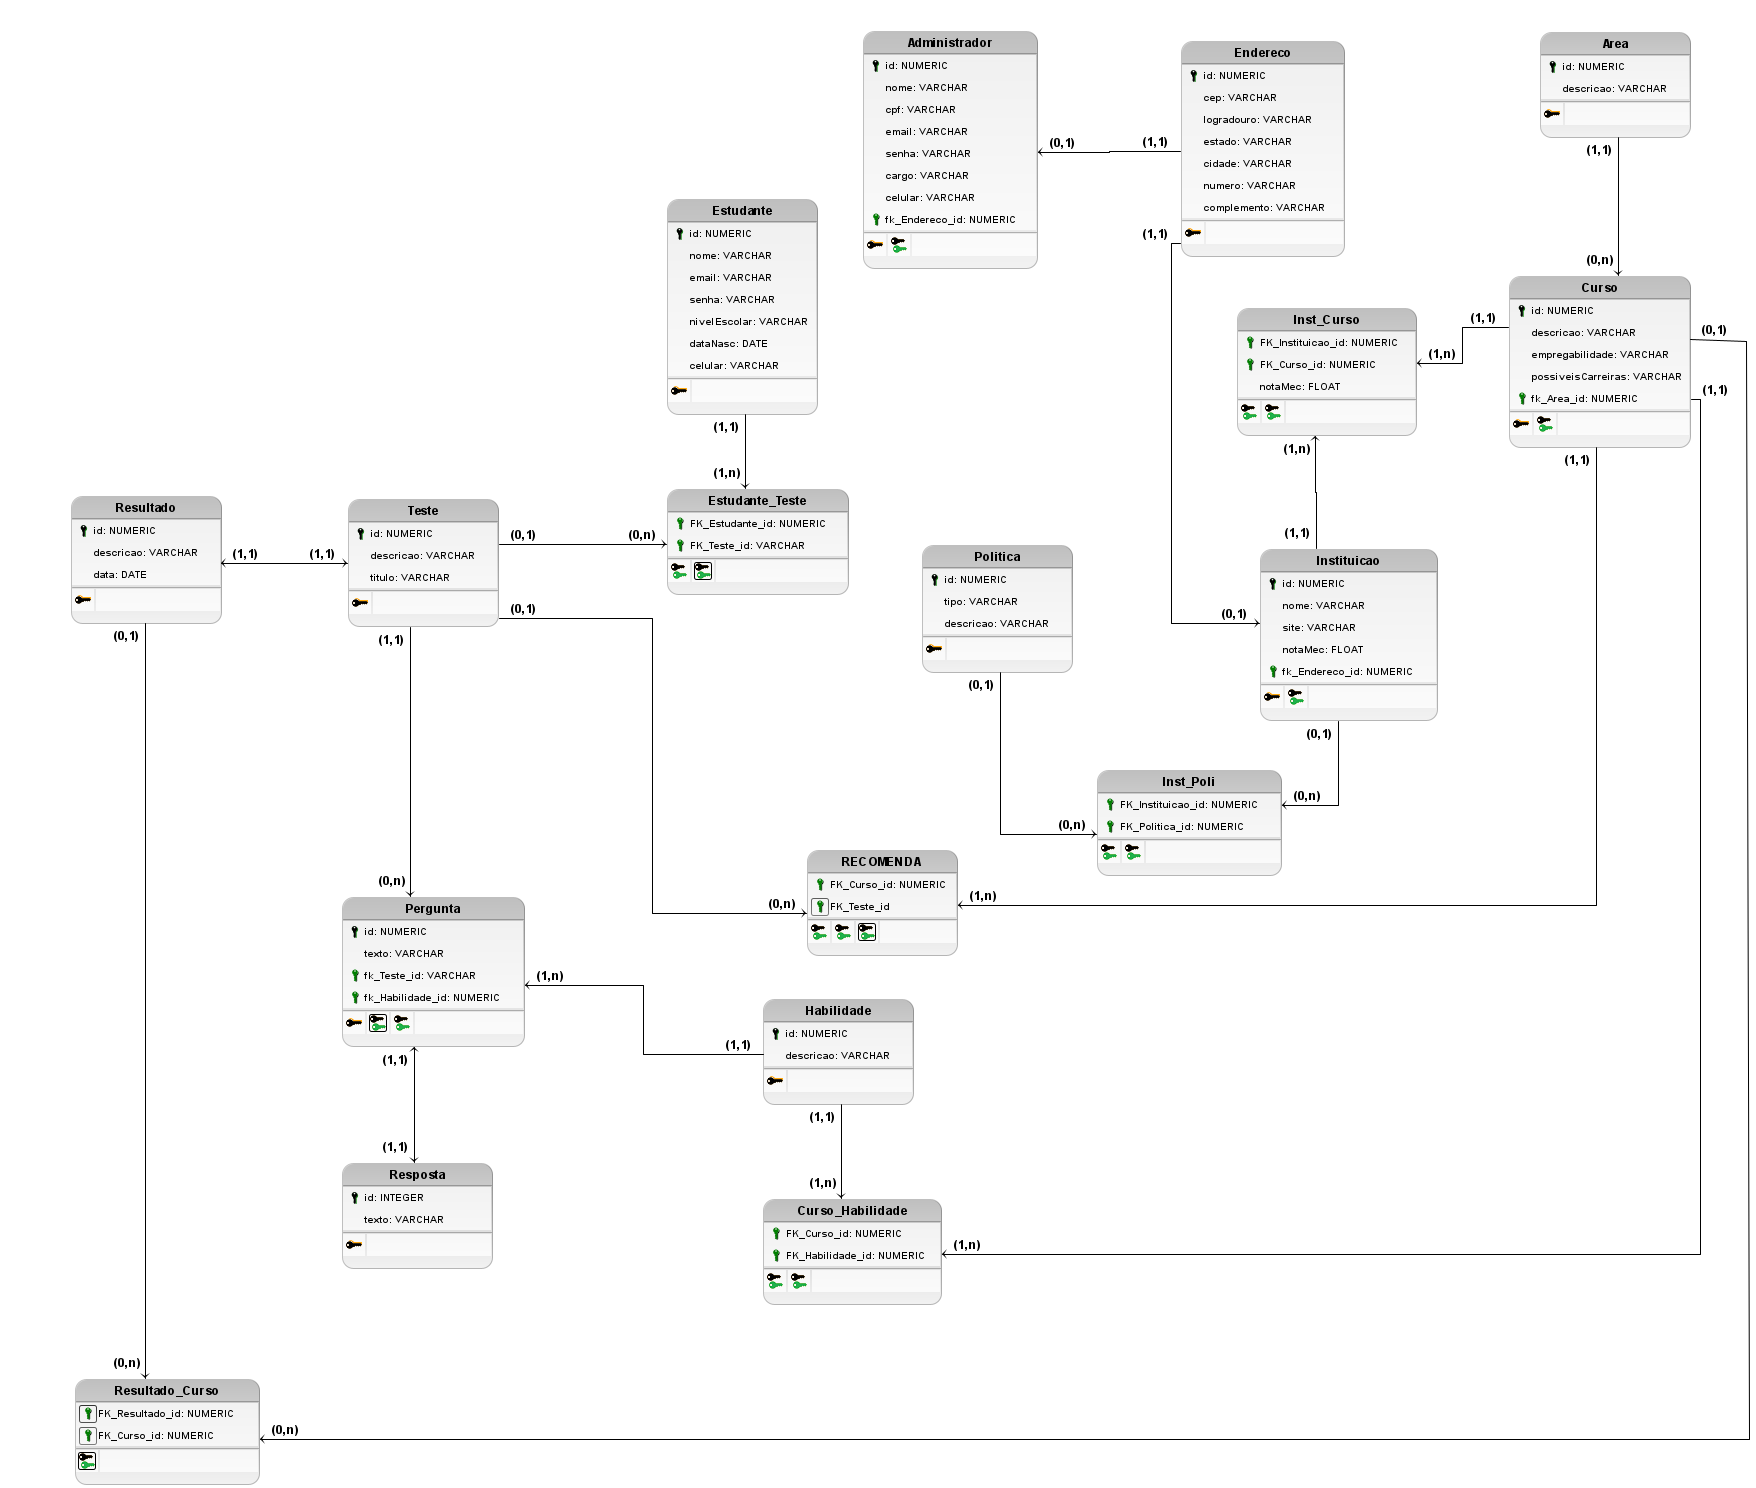 Administrador
id: NUMERIC
nome: VARCHAR
cpf: VARCHAR
email: VARCHAR
senha: VARCHAR
cargo: VARCHAR
celular: VARCHAR
fk_Endereco_id: NUMERIC
(0,1)
(1,1)
Endereco
id: NUMERIC
cep: VARCHAR
logradouro: VARCHAR
estado: VARCHAR
cidade: VARCHAR
numero: VARCHAR
complemento: VARCHAR
(1,1)
Area
id: NUMERIC
descricao: VARCHAR
(1,1)
(0,n)
Estudante
id: NUMERIC
nome: VARCHAR
email: VARCHAR
senha: VARCHAR
nivelEscolar: VARCHAR
dataNasc: DATE
celular: VARCHAR
(1,1)
(1,n)
Inst_Curso
FK_Instituicao_id: NUMERIC
FK_Curso_id: NUMERIC
notaMec: FLOAT
(1,1)
(1,n)
(1,n)
(1,1)
Curso
id: NUMERIC
descricao: VARCHAR
empregabilidade: VARCHAR
possiveisCarreiras: VARCHAR
fk_Area_id: NUMERIC
(0,1)
(1,1)
(1,1)
Resultado
id: NUMERIC
descricao: VARCHAR
data: DATE
(1,1)
(1,1)
(0,1)
Teste
id: NUMERIC
descricao: VARCHAR
titulo: VARCHAR
(0,1)
(0,n)
(0,1)
(1,1)
Estudante_Teste
FK_Estudante_id: NUMERIC
FK_Teste_id: VARCHAR
Politica
id: NUMERIC
tipo: VARCHAR
descricao: VARCHAR
(0,1)
(0,1)
Instituicao
id: NUMERIC
nome: VARCHAR
site: VARCHAR
notaMec: FLOAT
fk_Endereco_id: NUMERIC
(0,1)
Inst_Poli
FK_Instituicao_id: NUMERIC
FK_Politica_id: NUMERIC
(0,n)
(0,n)
RECOMENDA
FK_Curso_id: NUMERIC
FK_Teste_id
(0,n)
(1,n)
(0,n)
Pergunta
id: NUMERIC
texto: VARCHAR
fk_Teste_id: VARCHAR
fk_Habilidade_id: NUMERIC
(1,n)
(1,1)
(1,1)
Habilidade
id: NUMERIC
descricao: VARCHAR
(1,1)
(1,n)
(1,1)
Resposta
id: INTEGER
texto: VARCHAR
Curso_Habilidade
FK_Curso_id: NUMERIC
FK_Habilidade_id: NUMERIC
(1,n)
(0,n)
Resultado_Curso
FK_Resultado_id: NUMERIC
FK_Curso_id: NUMERIC
(0,n)